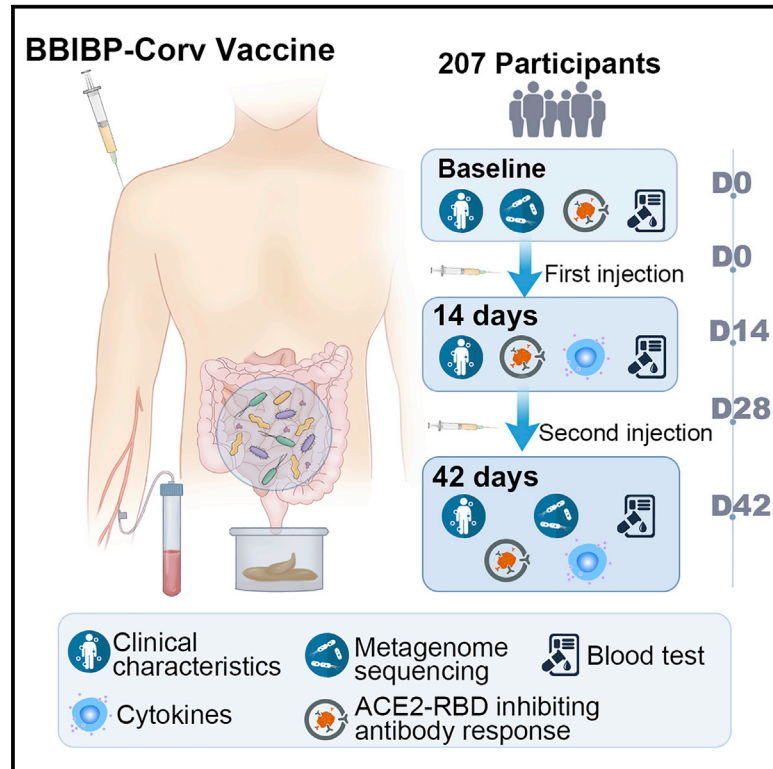 BBIBP-Corv Vaccine
207 Participants
Baseline
D0
D0
First injection
14 days
D14
D28
Second injection
42 days
D42
Clinical
characteristics
Metagenome
sequencing
Blood test
Cytokines
ACE2-RBD inhibiting
antibody response